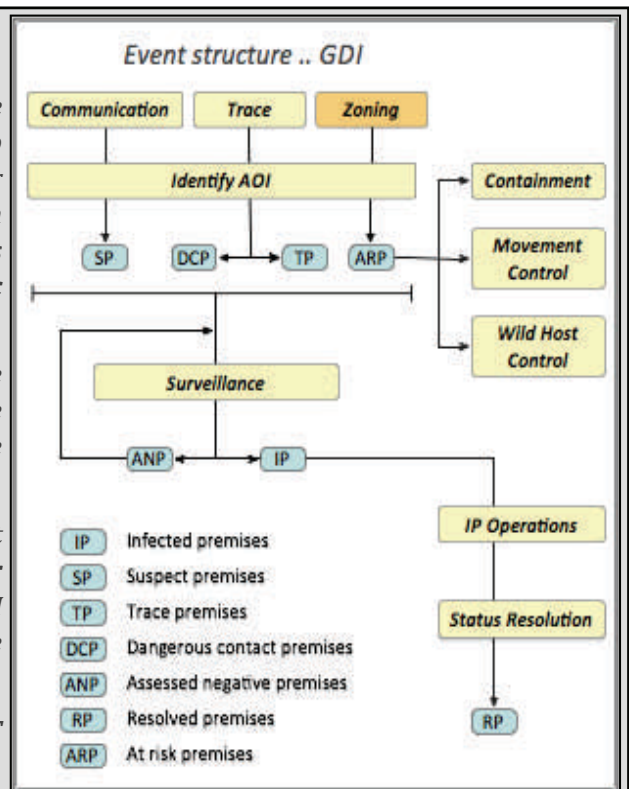 Event structure .. GDI
Communication
Trace
Zoning
Identify AOI
Containment
SP
DCP
TP
ARP
Movement
Control
Wild Host
Control
Surveillance
ANP
IP
IP Operations
Status Resolution
RP
IP Infected premises
SP Suspect premises
TP Trace premises
DCP Dangerous contact premises
ANP Assessed negative premises
RP Resolved premises
ARP At risk premises